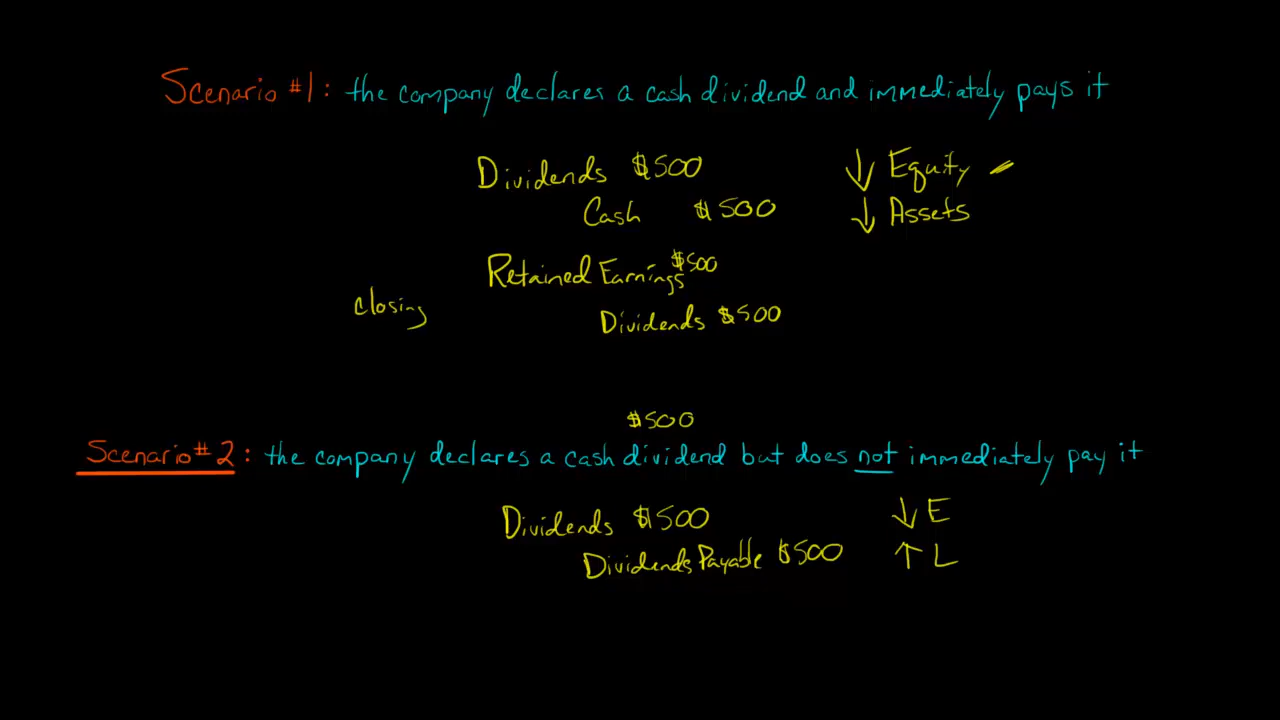 Scenario #1: the company declares a cash dividend and immediately pays it
Dividends $500 ↓ Equity
Cash $500 ↓ Assets
Retained Earnings $500
closing
Dividends $500
$500
Scenario #2: the company declares a cash dividend but does not immediately pay it
Dividends $500 ↓ E
Dividends Payable $500 ↑ L